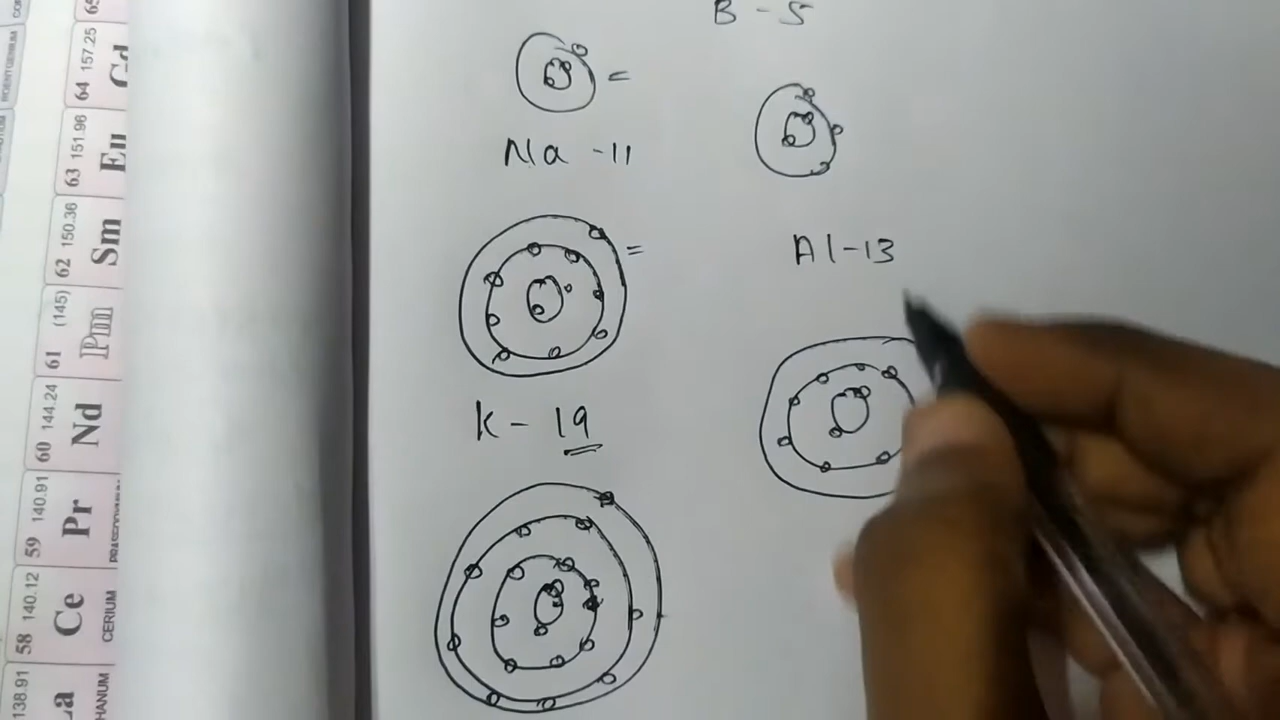 B - 5
=
Na - 11
=
Al - 13
K - 19
65
64 157.25 Gd
63 151.96 Eu
62 150.36 Sm
61 (145) Pm
60 144.24 Nd
59 140.91 Pr
58 140.12 Ce
CERIUM
138.91 La